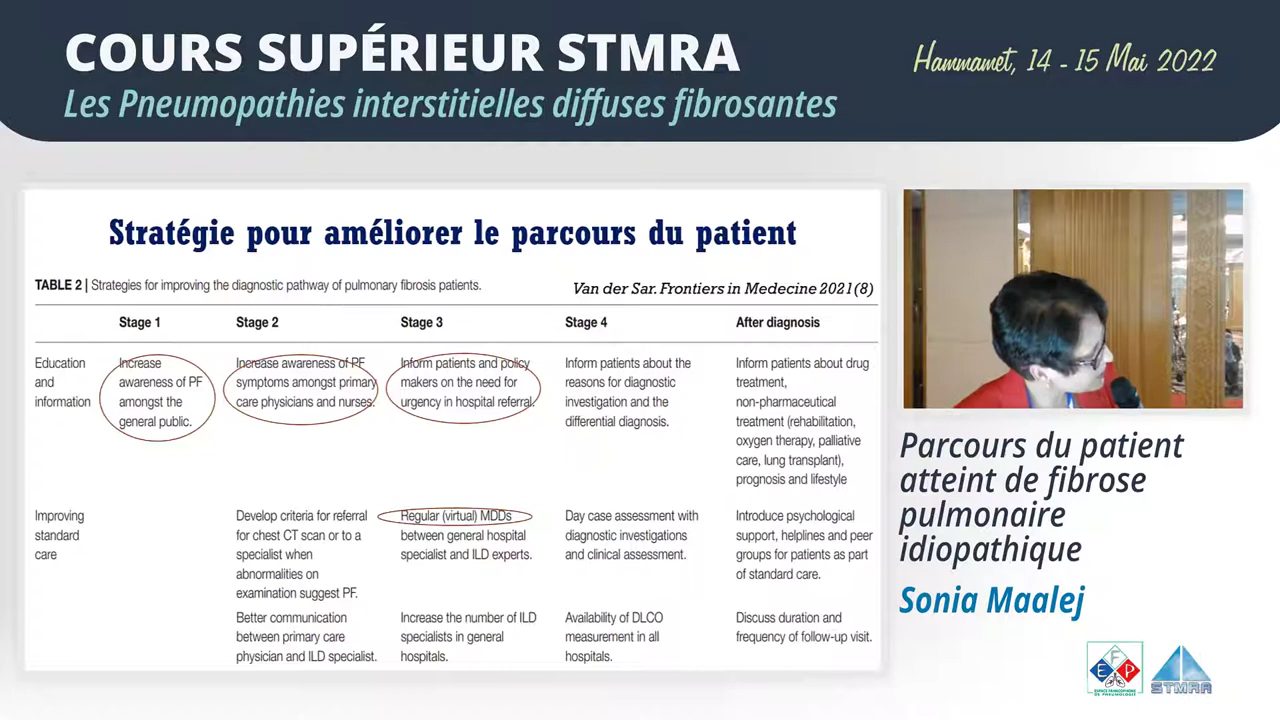 COURS SUPÉRIEUR STMRA
Les Pneumopathies interstitielles diffuses fibrosantes
Hammamet, 14 - 15 Mai 2022
Stratégie pour améliorer le parcours du patient
TABLE 2 | Strategies for improving the diagnostic pathway of pulmonary fibrosis patients.
Van der Sar. Frontiers in Medecine 2021(8)
Stage 1
Stage 2
Stage 3
Stage 4
After diagnosis
Education
and
information
Increase
awareness of PF
amongst the
general public.
Increase awareness of PF
symptoms amongst primary
care physicians and nurses.
Inform patients and policy
makers on the need for
urgency in hospital referral.
Inform patients about the
reasons for diagnostic
investigation and the
differential diagnosis.
Inform patients about drug
treatment,
non-pharmaceutical
treatment (rehabilitation,
oxygen therapy, palliative
care, lung transplant),
prognosis and lifestyle
Improving
standard
care
Develop criteria for referral
for chest CT scan or to a
specialist when
abnormalities on
examination suggest PF.
Regular (virtual) MDDs
between general hospital
specialist and ILD experts.
Day case assessment with
diagnostic investigations
and clinical assessment.
Introduce psychological
support, helplines and peer
groups for patients as part
of standard care.
Better communication
between primary care
physician and ILD specialist.
Increase the number of ILD
specialists in general
hospitals.
Availability of DLCO
measurement in all
hospitals.
Discuss duration and
frequency of follow-up visit.
Parcours du patient
atteint de fibrose
pulmonaire
idiopathique
Sonia Maalej
EFP
ESPACE FRANCOPHONE
DE PNEUMOLOGIE
STMRA